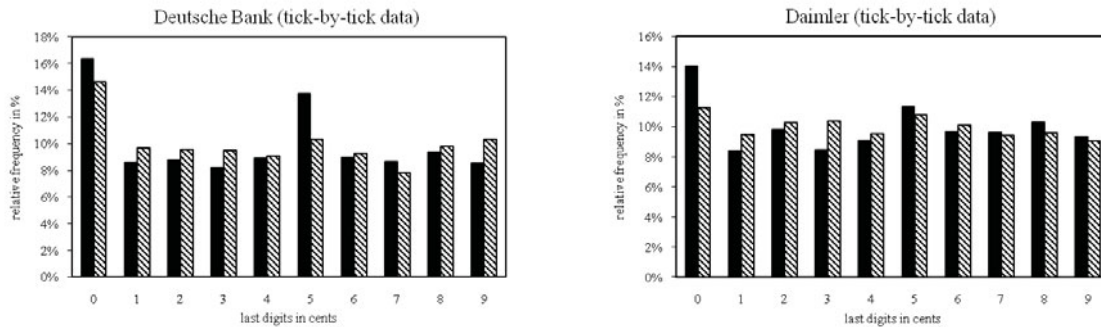 Deutsche Bank (tick-by-tick data)
relative frequency in %
18%
16%
14%
12%
10%
8%
6%
4%
2%
0%
0 1 2 3 4 5 6 7 8 9
last digits in cents
Daimler (tick-by-tick data)
relative frequency in %
16%
14%
12%
10%
8%
6%
4%
2%
0%
0 1 2 3 4 5 6 7 8 9
last digits in cents